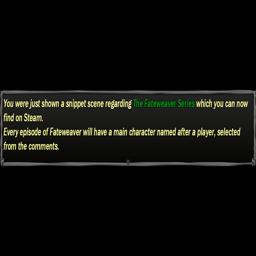 You were just shown a snippet scene regarding The Fateweaver Series which you can now
find on Steam.
Every episode of Fateweaver will have a main character named after a player, selected
from the comments.